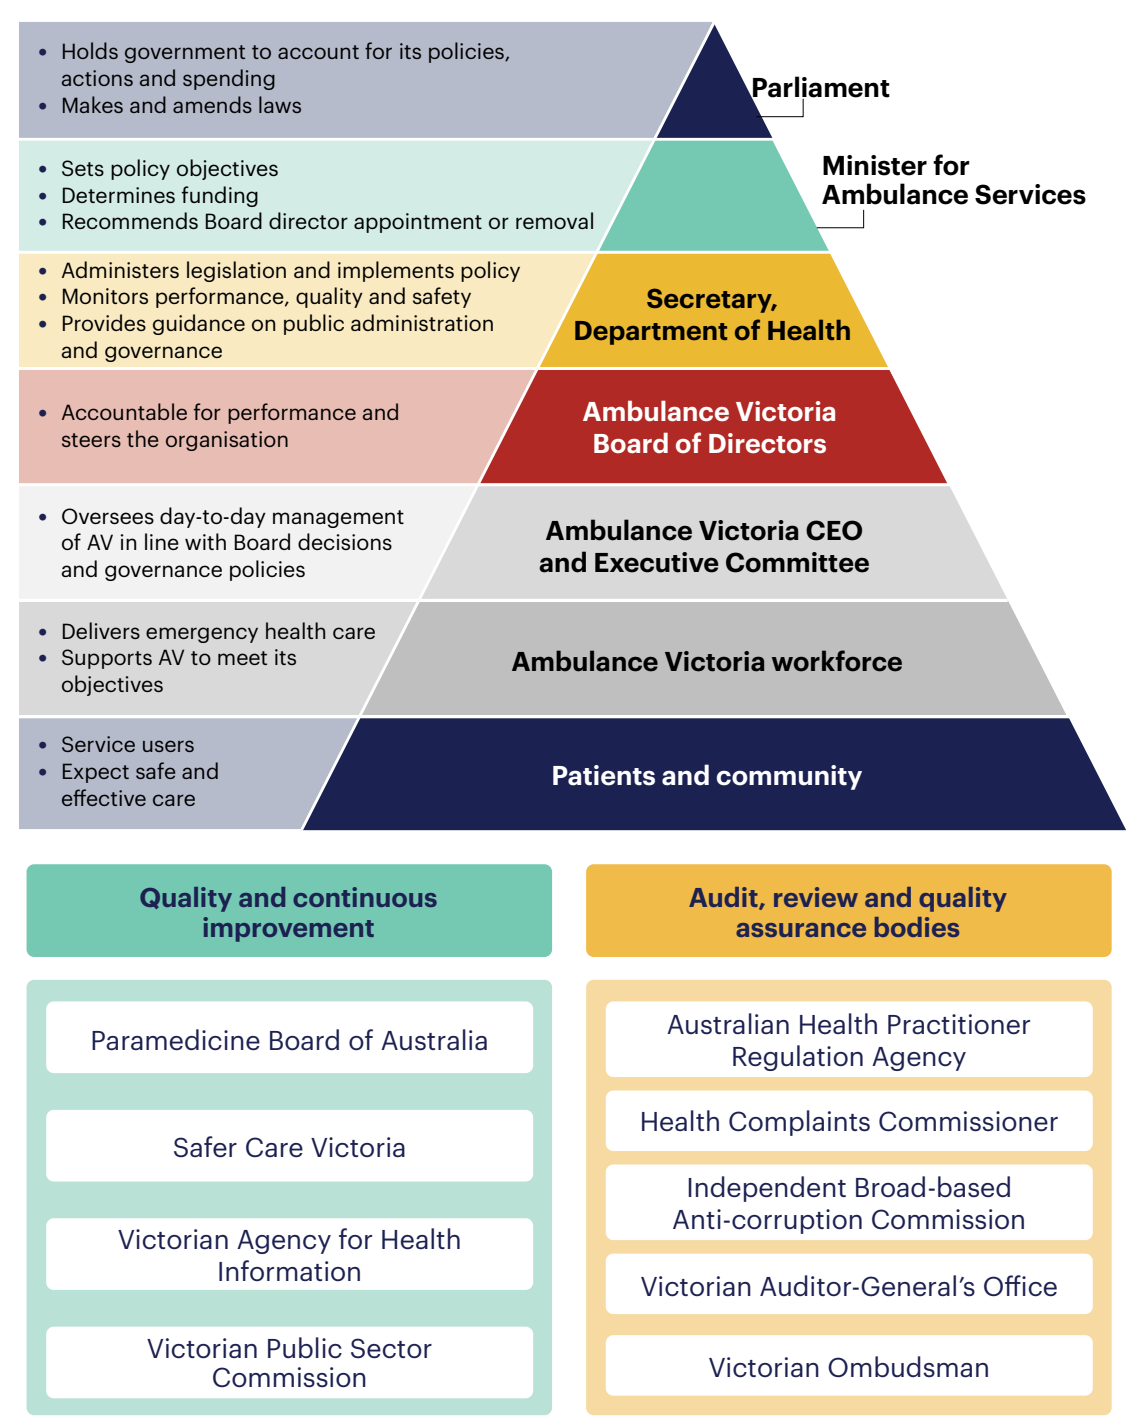 • Holds government to account for its policies,
actions and spending
• Makes and amends laws
Parliament
• Sets policy objectives
• Determines funding
• Recommends Board director appointment or removal
Minister for
Ambulance Services
• Administers legislation and implements policy
• Monitors performance, quality and safety
• Provides guidance on public administration
and governance
Secretary,
Department of Health
• Accountable for performance and
steers the organisation
Ambulance Victoria
Board of Directors
• Oversees day-to-day management
of AV in line with Board decisions
and governance policies
Ambulance Victoria CEO
and Executive Committee
• Delivers emergency health care
• Supports AV to meet its
objectives
Ambulance Victoria workforce
• Service users
• Expect safe and
effective care
Patients and community
Quality and continuous
improvement
Paramedicine Board of Australia
Safer Care Victoria
Victorian Agency for Health
Information
Victorian Public Sector
Commission
Audit, review and quality
assurance bodies
Australian Health Practitioner
Regulation Agency
Health Complaints Commissioner
Independent Broad-based
Anti-corruption Commission
Victorian Auditor-General’s Office
Victorian Ombudsman